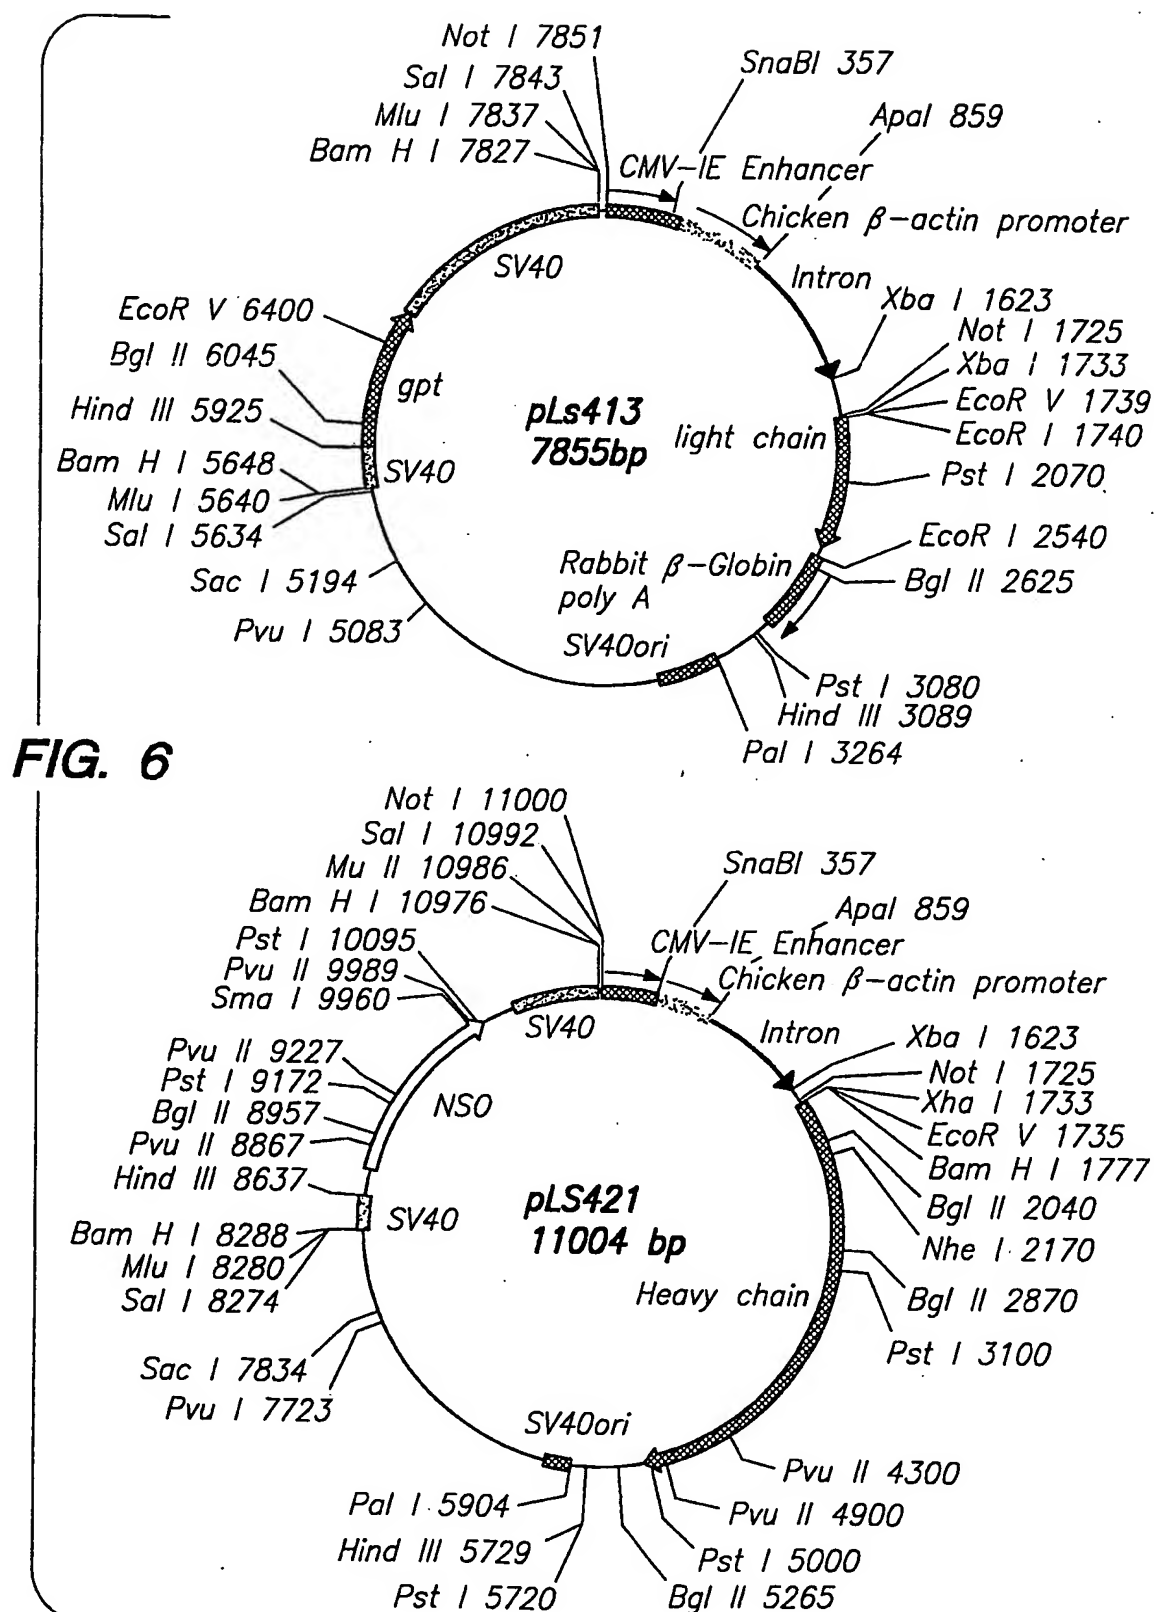 Not I 7851
SnaBI 357
Sal I 7843
Mlu I 7837
ApaI 859
Bam H I 7827
CMV-IE Enhancer
Chicken β-actin promoter
SV40
Intron
Xba I 1623
EcoR V 6400
Not I 1725
Bgl II 6045
Xba I 1733
gpt
EcoR V 1739
Hind III 5925
pLs413
7855bp
light chain
EcoR I 1740
Bam H I 5648
SV40
Pst I 2070
Mlu I 5640
Sal I 5634
EcoR I 2540
Sac I 5194
Rabbit β-Globin
poly A
Bgl II 2625
Pvu I 5083
SV40ori
Pst I 3080
Hind III 3089
Pal I 3264
FIG. 6
Not I 11000
Sal I 10992
SnaBI 357
Mu II 10986
Bam H I 10976
ApaI 859
Pst I 10095
CMV-IE Enhancer
Pvu II 9989
Chicken β-actin promoter
Sma I 9960
SV40
Intron
Xba I 1623
Pvu II 9227
Not I 1725
Pst I 9172
Xha I 1733
Bgl II 8957
NSO
EcoR V 1735
Pvu II 8867
Bam H I 1777
Hind III 8637
Bgl II 2040
pLS421
11004 bp
SV40
Bam H I 8288
Nhe I 2170
Mlu I 8280
Sal I 8274
Heavy chain
Bgl II 2870
Pst I 3100
Sac I 7834
Pvu I 7723
SV40ori
Pvu II 4300
Pal I 5904
Pvu II 4900
Hind III 5729
Pst I 5000
Pst I 5720
Bgl II 5265